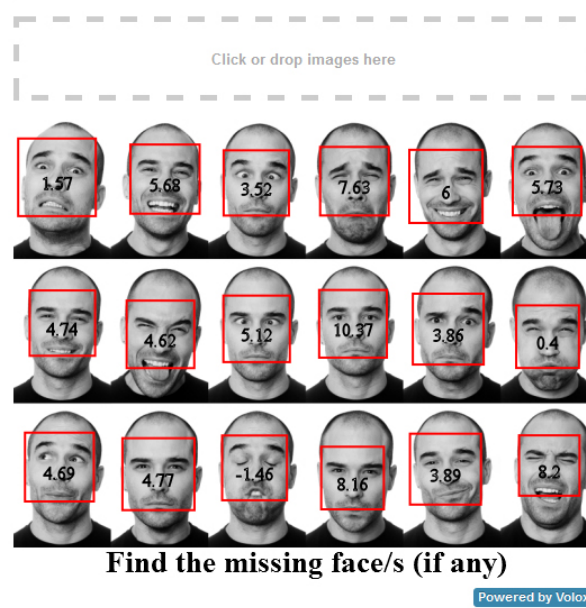 Click or drop images here
1.57 5.68 3.52 7.63 6 5.73
4.74 4.62 5.12 10.37 3.86 0.4
4.69 4.77 -1.46 8.16 3.89 8.2
Find the missing face/s (if any)
Powered by Volox